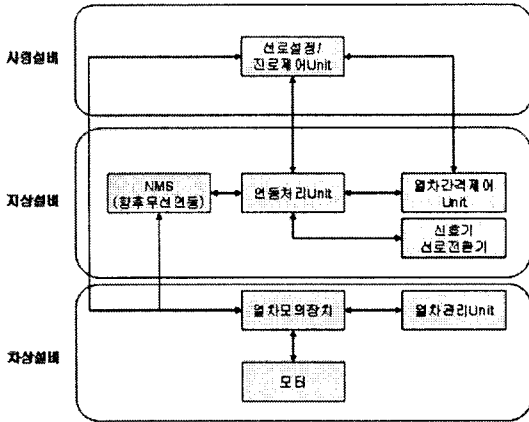 사령설비
선로설정/
진로제어Unit
지상설비
NMS
(향후무선연동)
연동처리Unit
열차간격제어
Unit
신호기
선로전환기
차상설비
열차모의장치
열차관리Unit
모터